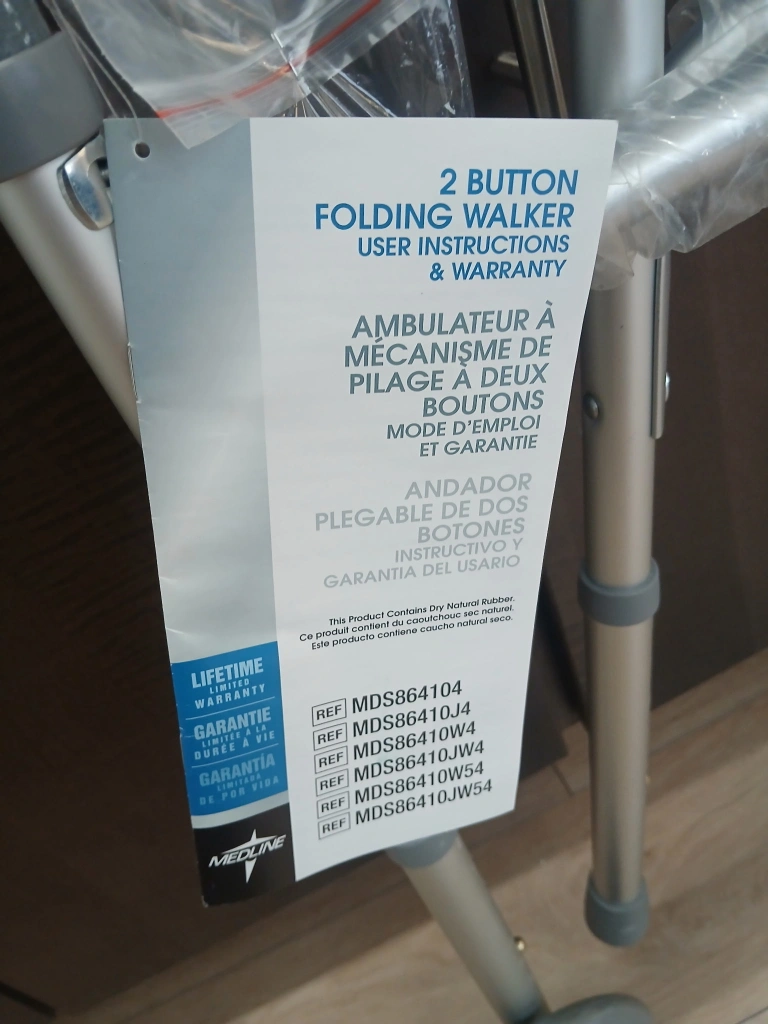 2 BUTTON
FOLDING WALKER
USER INSTRUCTIONS
& WARRANTY
AMBULATEUR À
MÉCANISME DE
PILAGE À DEUX
BOUTONS
MODE D'EMPLOI
ET GARANTIE
ANDADOR
PLEGABLE DE DOS
BOTONES
INSTRUCTIVO Y
GARANTIA DEL USARIO
This Product Contains Dry Natural Rubber.
Ce produit contient du caoutchouc sec naturel.
Este producto contiene caucho natural seco.
LIFETIME
LIMITED
WARRANTY
GARANTIE
LIMITÉE À LA
DURÉE À VIE
GARANTÍA
LIMITADA
DE POR VIDA
MEDLINE
REF MDS864104
REF MDS86410J4
REF MDS86410W4
REF MDS86410JW4
REF MDS86410W54
REF MDS86410JW54